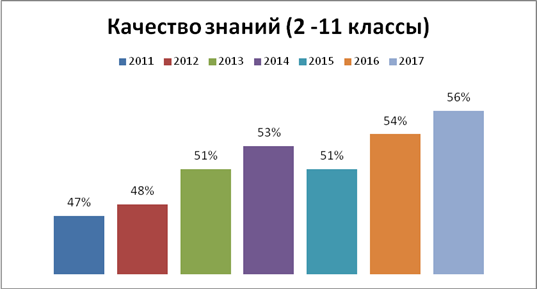 Качество знаний (2 -11 классы)
2011 2012 2013 2014 2015 2016 2017
47% 48% 51% 53% 51% 54% 56%